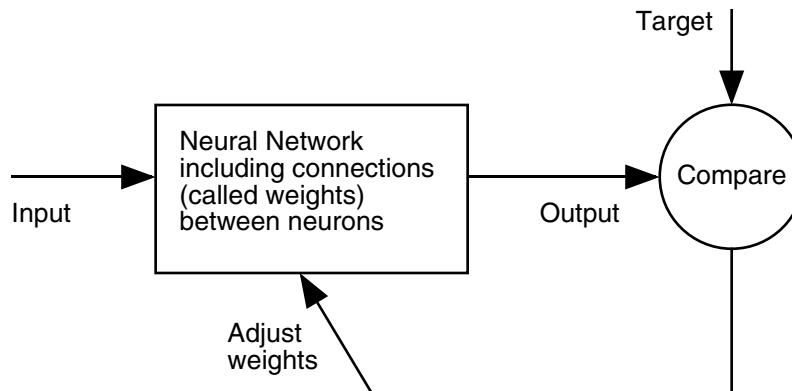 Target
Neural Network
including connections
(called weights)
between neurons
Compare
Input
Output
Adjust
weights